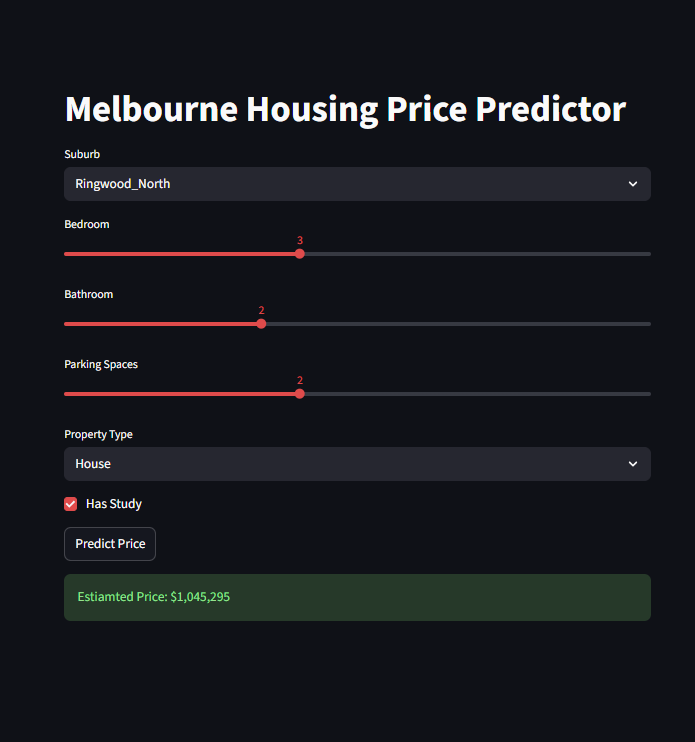 Melbourne Housing Price Predictor
Suburb
Ringwood_North
Bedroom
3
Bathroom
2
Parking Spaces
2
Property Type
House
Has Study
Predict Price
Estiamted Price: $1,045,295